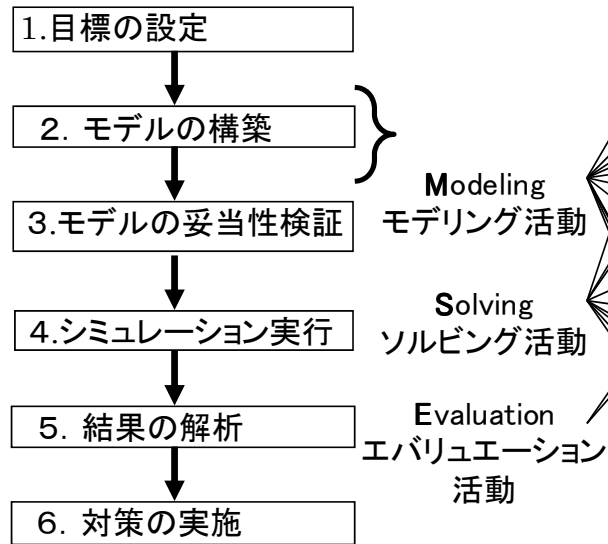 1.目標の設定
２．モデルの構築
Modeling
モデリング活動
３.モデルの妥当性検証
４.シミュレーション実行
Solving
ソルビング活動
５．結果の解析
Evaluation
エバリュエーション
活動
６．対策の実施